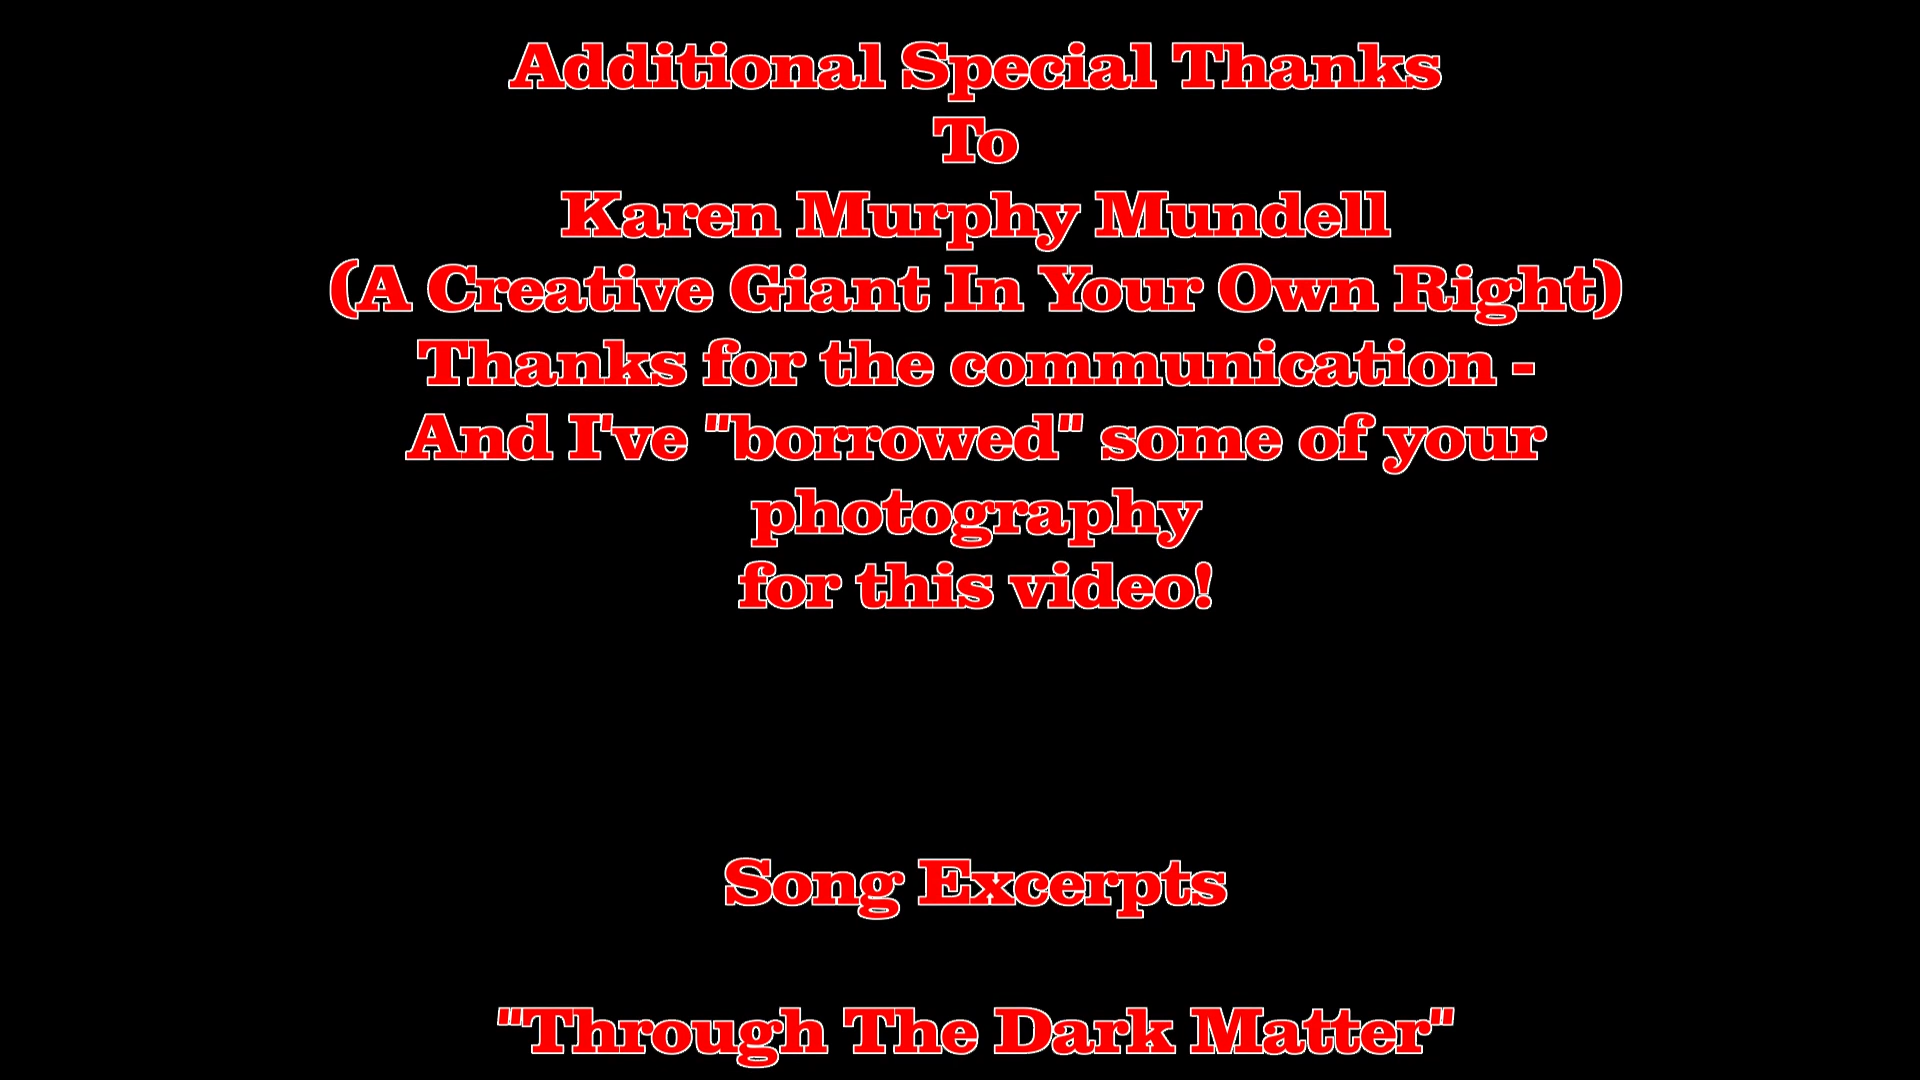 Additional Special Thanks
To
Karen Murphy Mundell
(A Creative Giant In Your Own Right)
Thanks for the communication -
And I've "borrowed" some of your
photography
for this video!
Song Excerpts
"Through The Dark Matter"